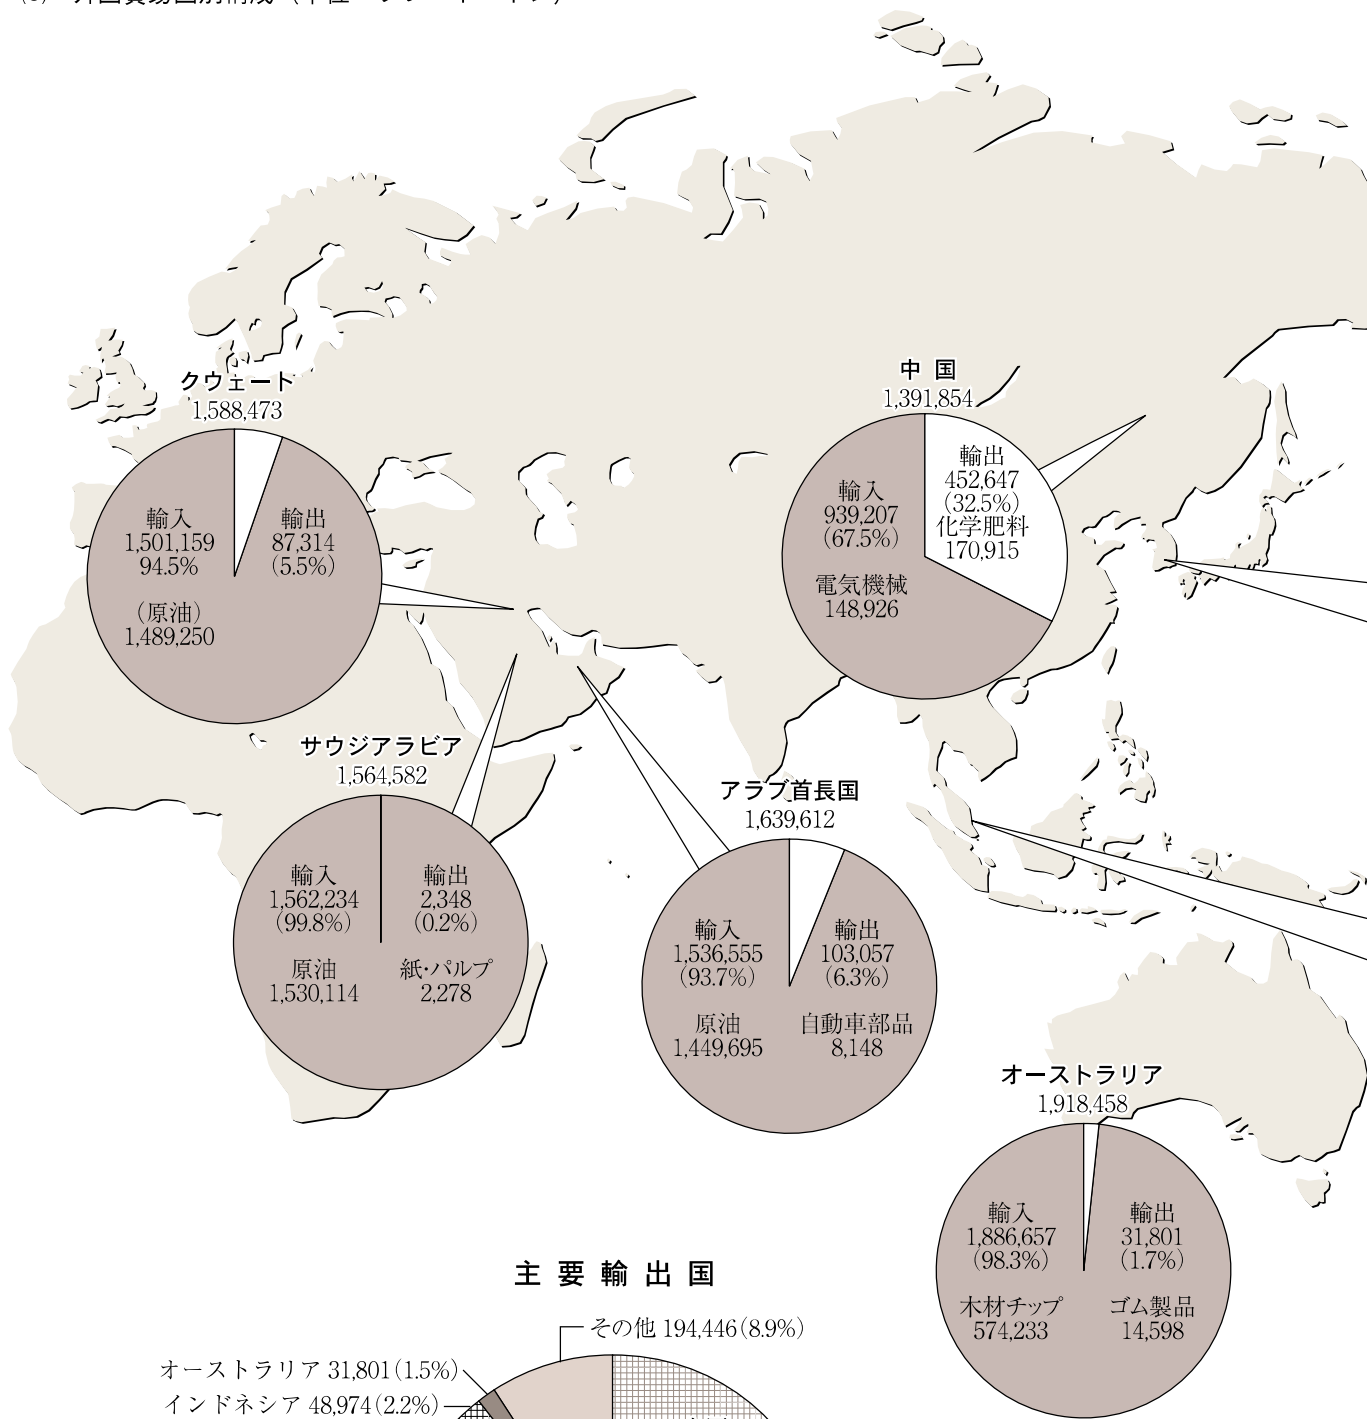 クウェート
1,588,473
輸入
1,501,159
94.5%
（原油）
1,489,250
輸出
87,314
（5.5%）
中国
1,391,854
輸入
939,207
（67.5%）
電気機械
148,926
輸出
452,647
（32.5%）
化学肥料
170,915
サウジアラビア
1,564,582
輸入
1,562,234
（99.8%）
原油
1,530,114
輸出
2,348
（0.2%）
紙・パルプ
2,278
アラブ首長国
1,639,612
輸入
1,536,555
（93.7%）
原油
1,449,695
輸出
103,057
（6.3%）
自動車部品
8,148
オーストラリア
1,918,458
輸入
1,886,657
（98.3%）
木材チップ
574,233
輸出
31,801
（1.7%）
ゴム製品
14,598
主要輸出国
その他 194,446（8.9%）
オーストラリア 31,801（1.5%）
インドネシア 48,974（2.2%）